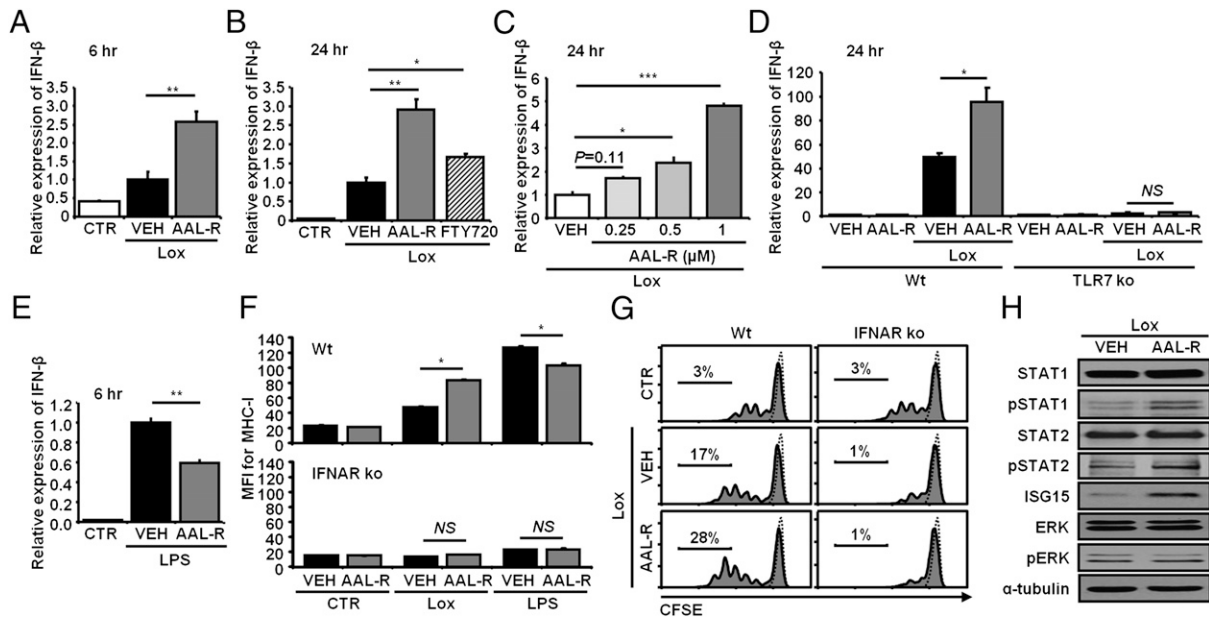 A
6 hr
Relative expression of IFN-β
3.5
3.0
2.5
2.0
1.5
1.0
0.5
0
**
CTR VEH AAL-R
Lox
B
24 hr
Relative expression of IFN-β
3.5
3.0
2.5
2.0
1.5
1.0
0.5
0
*
**
CTR VEH AAL-R FTY720
Lox
C
24 hr
Relative expression of IFN-β
6
5
4
3
2
1
0
***
*
P=0.11
VEH 0.25 0.5 1
AAL-R (μM)
Lox
D
24 hr
Relative expression of IFN-β
120
100
80
60
40
20
0
*
NS
VEH AAL-R VEH AAL-R VEH AAL-R VEH AAL-R
Lox Lox
Wt TLR7 ko
E
6 hr
Relative expression of IFN-β
1.2
1.0
0.8
0.6
0.4
0.2
0.0
**
CTR VEH AAL-R
LPS
F
MFI for MHC-I
Wt
140
120
100
80
60
40
20
0
*
*
IFNAR ko
140
120
100
80
60
40
20
0
NS
NS
VEH AAL-R VEH AAL-R VEH AAL-R
CTR Lox LPS
G
Wt IFNAR ko
CTR
3% 3%
Lox
VEH
17% 1%
AAL-R
28% 1%
CFSE
H
Lox
VEH AAL-R
STAT1
pSTAT1
STAT2
pSTAT2
ISG15
ERK
pERK
α-tubulin